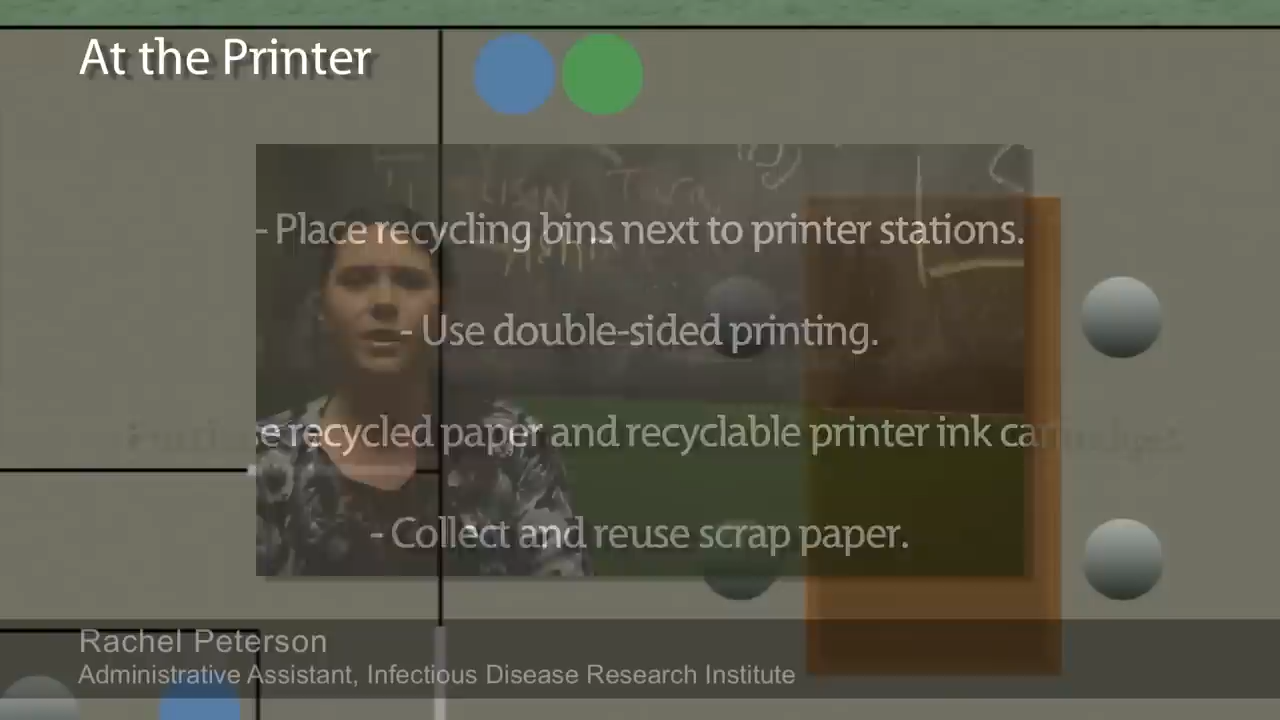 At the Printer
- Place recycling bins next to printer stations.
- Use double-sided printing.
recycled paper and recyclable printer ink
- Collect and reuse scrap paper.
Rachel Peterson
Administrative Assistant, Infectious Disease Research Institute